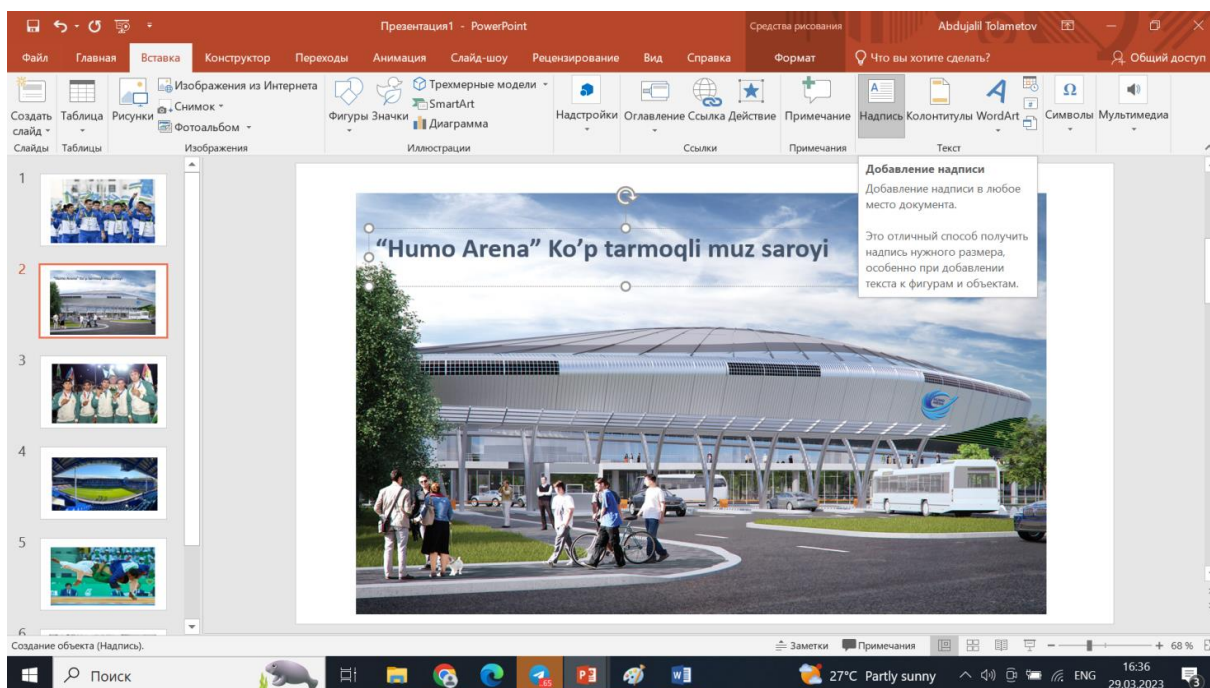 Презентация1 - PowerPoint
Средства рисования
Abdujalil Tolametov
Файл Главная Вставка Конструктор Переходы Анимация Слайд-шоу Рецензирование Вид Справка Формат Что вы хотите сделать? Общий доступ
Создать слайд
Таблица
Рисунки
Изображения из Интернета
Снимок
Фотоальбом
Фигуры
Значки
Трехмерные модели
SmartArt
Диаграмма
Надстройки
Оглавление
Ссылка
Действие
Примечание
Надпись
Колонтитулы
WordArt
Символы
Мультимедиа
Слайды Таблицы Изображения Иллюстрации Ссылки Примечания Текст
Добавление надписи
Добавление надписи в любое
место документа.
Это отличный способ получить
надпись нужного размера,
особенно при добавлении
текста к фигурам и объектам.
1
2
3
4
5
6
“Humo Arena” Ko’p tarmoqli muz saroyi
Создание объекта (Надпись).
Заметки Примечания 68 %
Поиск
27°C Partly sunny
ENG
16:36
29.03.2023